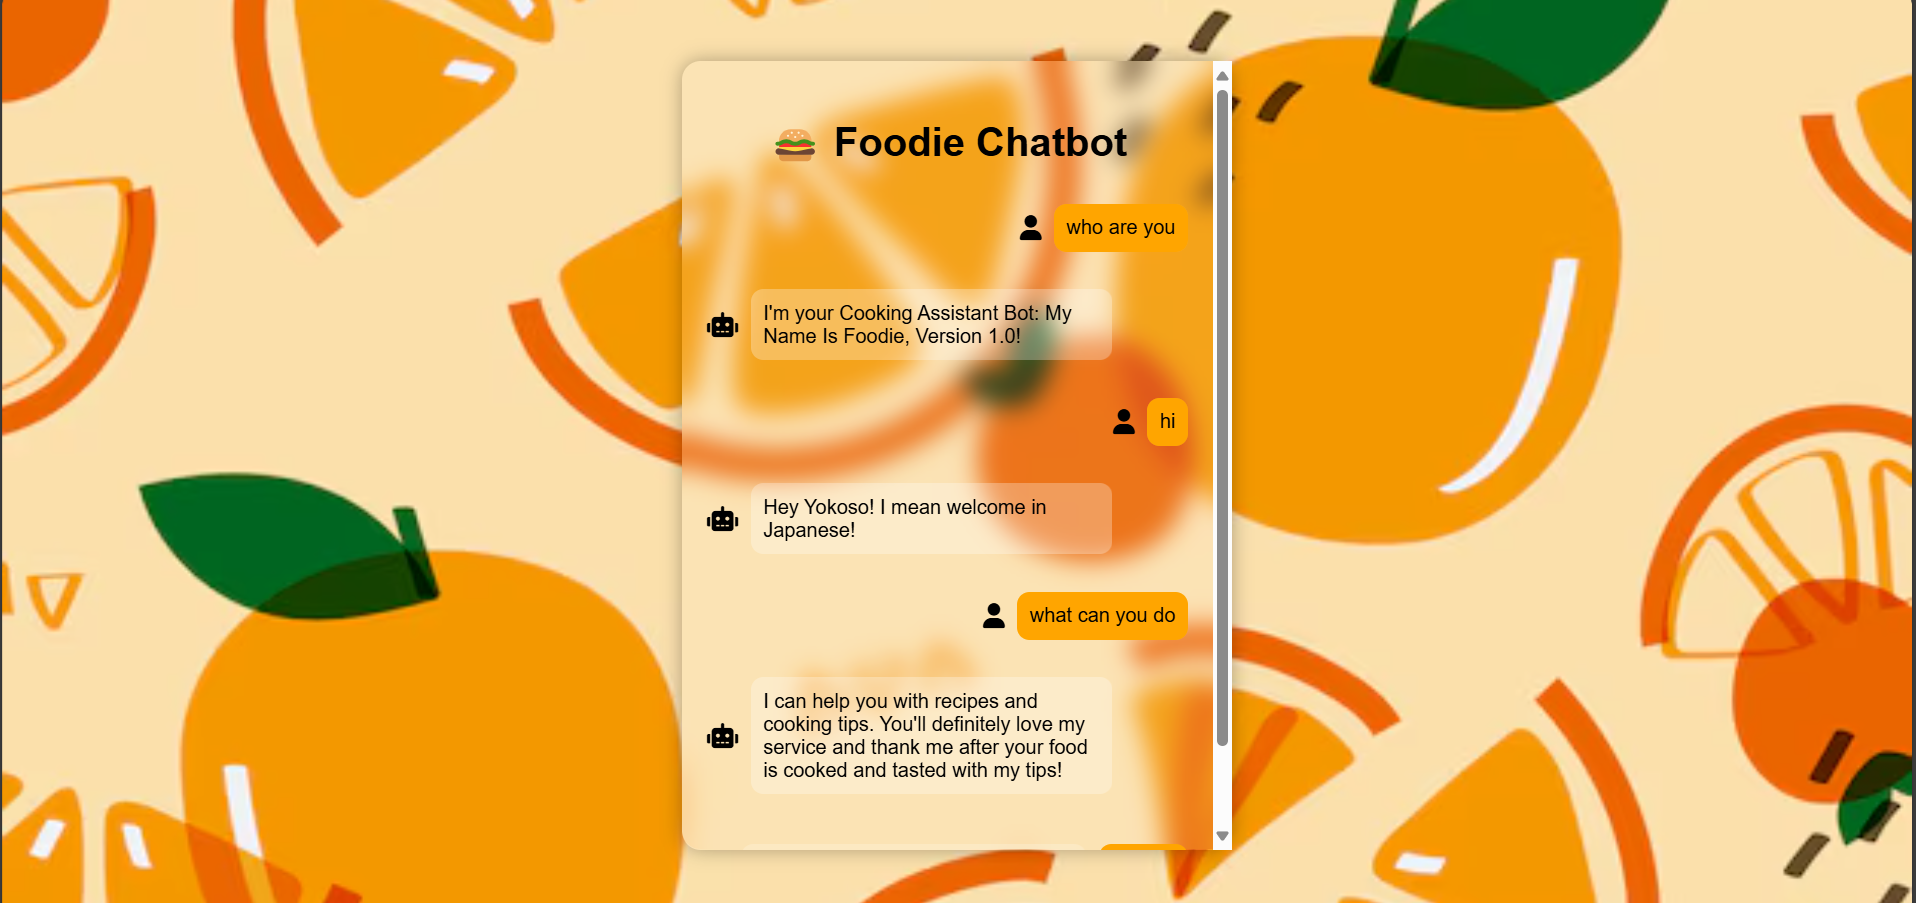 Foodie Chatbot
who are you
I'm your Cooking Assistant Bot: My
Name Is Foodie, Version 1.0!
hi
Hey Yokoso! I mean welcome in
Japanese!
what can you do
I can help you with recipes and
cooking tips. You'll definitely love my
service and thank me after your food
is cooked and tasted with my tips!